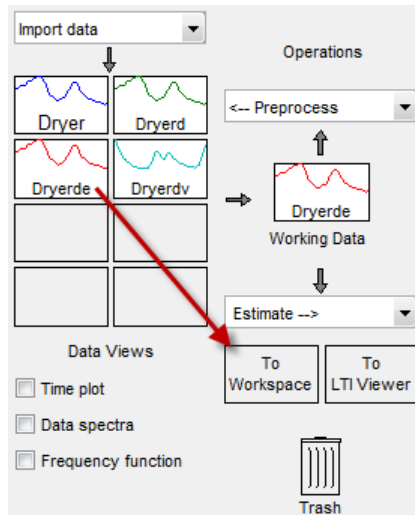 Import data
Operations
Dryer
Dryerd
<-- Preprocess
Dryerde
Dryerdv
Dryerde
Working Data
Estimate -->
Data Views
To
Workspace
To
LTI Viewer
Time plot
Data spectra
Frequency function
Trash